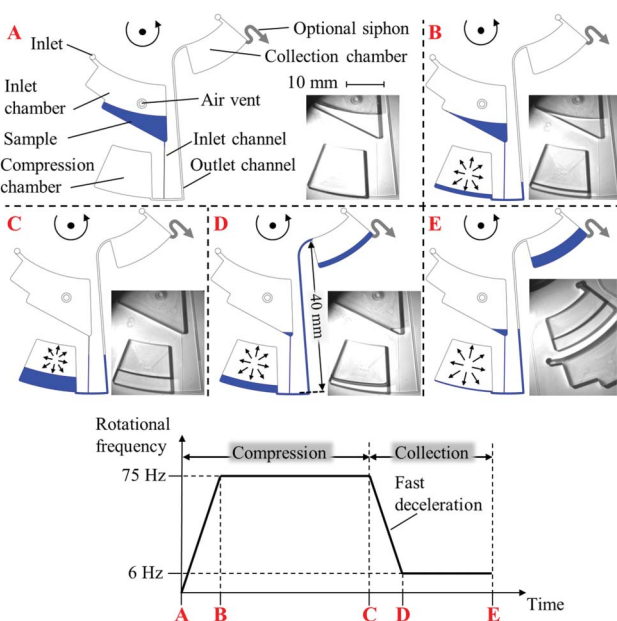 A
Inlet
Optional siphon
Collection chamber
10 mm
Inlet
chamber
Air vent
Sample
Inlet channel
Compression
chamber
Outlet channel
B
C
D
40 mm
E
Rotational
frequency
Compression
Collection
75 Hz
Fast
deceleration
6 Hz
Time
A
B
C
D
E